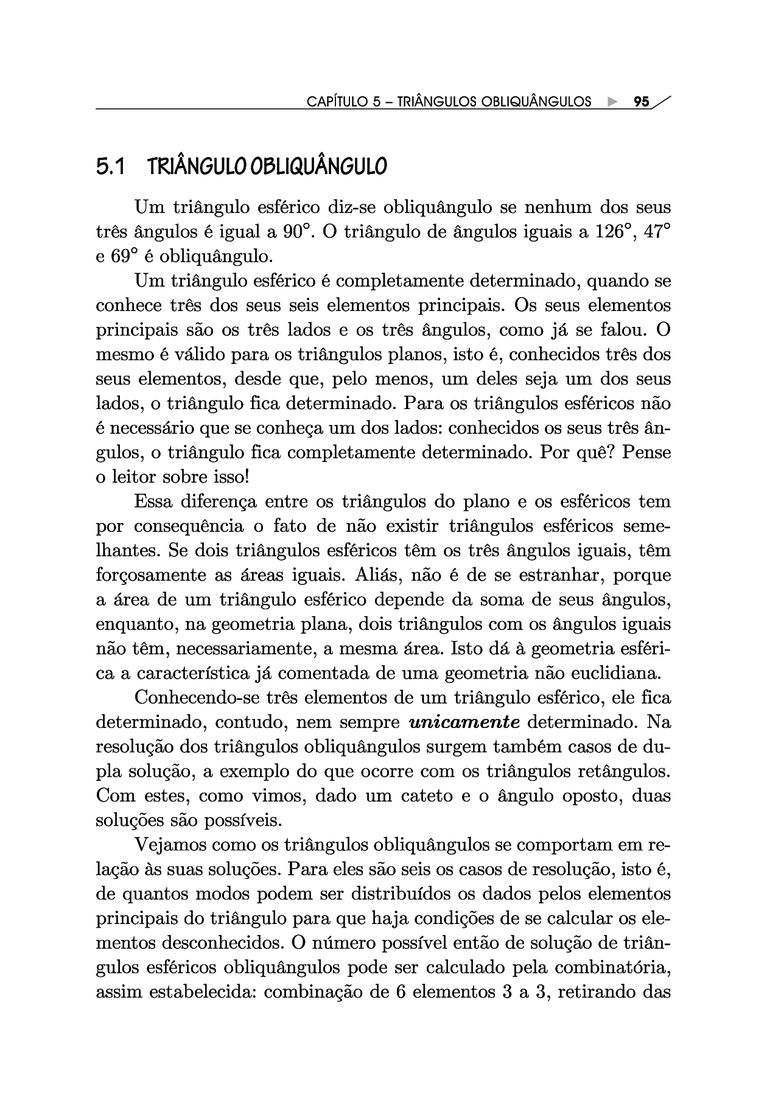 CAPÍTULO 5 – TRIÂNGULOS OBLIQUÂNGULOS ► 95
5.1 TRIÂNGULO OBLIQUÂNGULO
Um triângulo esférico diz-se obliquângulo se nenhum dos seus
três ângulos é igual a 90°. O triângulo de ângulos iguais a 126°, 47°
e 69° é obliquângulo.
Um triângulo esférico é completamente determinado, quando se
conhece três dos seus seis elementos principais. Os seus elementos
principais são os três lados e os três ângulos, como já se falou. O
mesmo é válido para os triângulos planos, isto é, conhecidos três dos
seus elementos, desde que, pelo menos, um deles seja um dos seus
lados, o triângulo fica determinado. Para os triângulos esféricos não
é necessário que se conheça um dos lados: conhecidos os seus três ân-
gulos, o triângulo fica completamente determinado. Por quê? Pense
o leitor sobre isso!
Essa diferença entre os triângulos do plano e os esféricos tem
por consequência o fato de não existir triângulos esféricos seme-
lhantes. Se dois triângulos esféricos têm os três ângulos iguais, têm
forçosamente as áreas iguais. Aliás, não é de se estranhar, porque
a área de um triângulo esférico depende da soma de seus ângulos,
enquanto, na geometria plana, dois triângulos com os ângulos iguais
não têm, necessariamente, a mesma área. Isto dá à geometria esféri-
ca a característica já comentada de uma geometria não euclidiana.
Conhecendo-se três elementos de um triângulo esférico, ele fica
determinado, contudo, nem sempre unicamente determinado. Na
resolução dos triângulos obliquângulos surgem também casos de du-
pla solução, a exemplo do que ocorre com os triângulos retângulos.
Com estes, como vimos, dado um cateto e o ângulo oposto, duas
soluções são possíveis.
Vejamos como os triângulos obliquângulos se comportam em re-
lação às suas soluções. Para eles são seis os casos de resolução, isto é,
de quantos modos podem ser distribuídos os dados pelos elementos
principais do triângulo para que haja condições de se calcular os ele-
mentos desconhecidos. O número possível então de solução de triân-
gulos esféricos obliquângulos pode ser calculado pela combinatória,
assim estabelecida: combinação de 6 elementos 3 a 3, retirando das